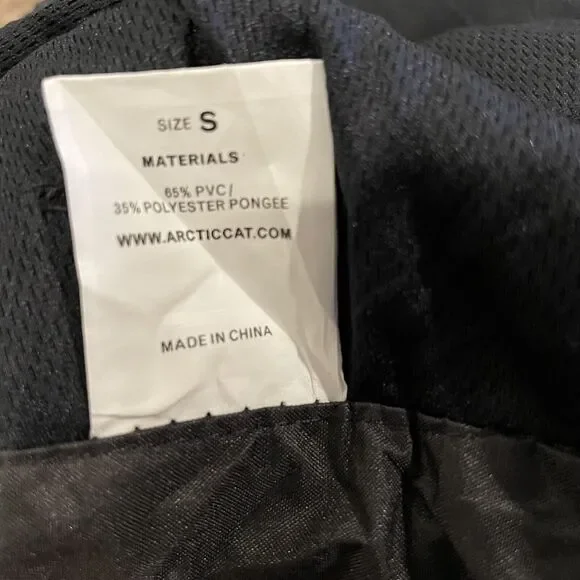 SIZE S
MATERIALS
65% PVC/
35% POLYESTER PONGEE
WWW.ARCTICCAT.COM
MADE IN CHINA